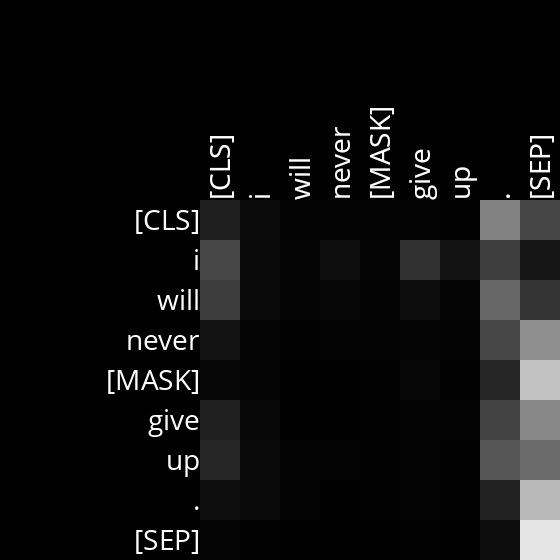 [CLS] i will never [MASK] give up . [SEP]
[CLS]
i
will
never
[MASK]
give
up
.
[SEP]